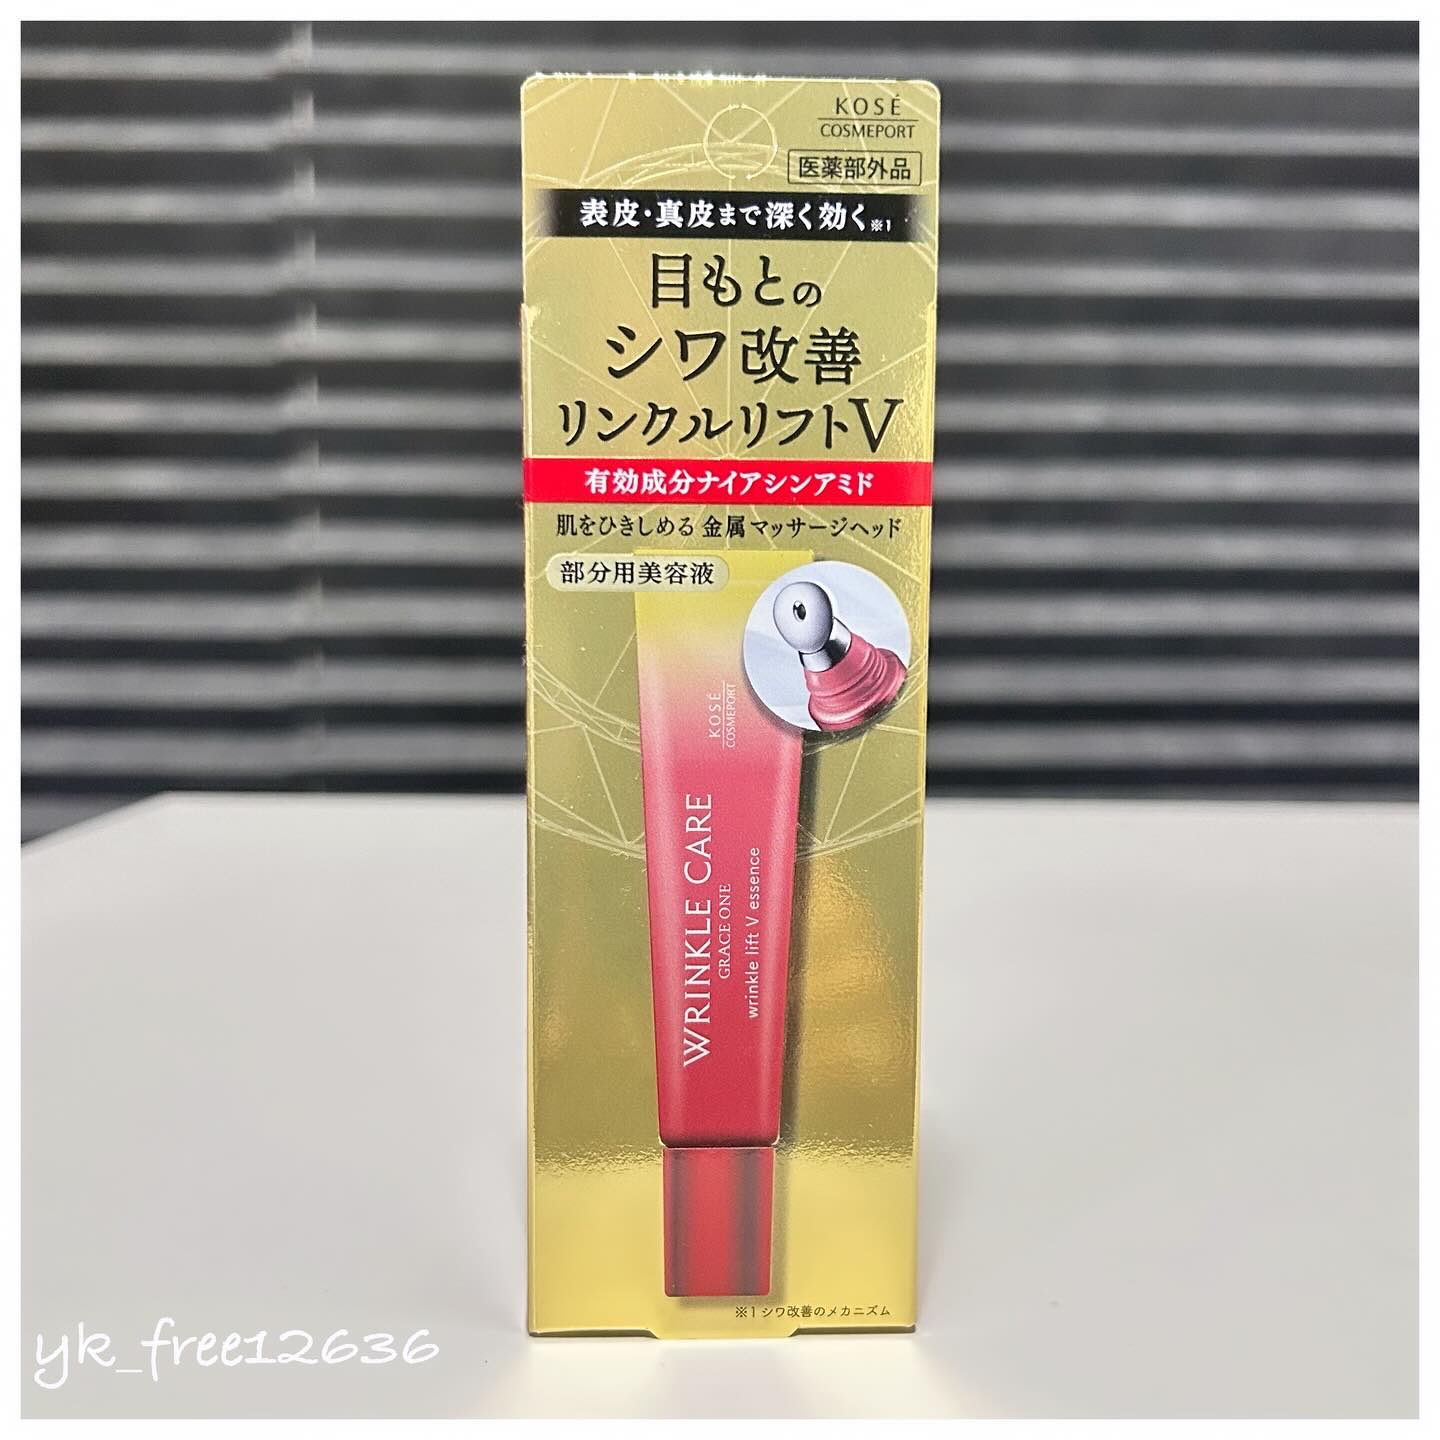 KOSÉ
COSMEPORT
医薬部外品
表皮・真皮まで深く効く※1
目もとの
シワ改善
リンクルリフトV
有効成分ナイアシンアミド
肌をひきしめる 金属マッサージヘッド
部分用美容液
KOSÉ
COSMEPORT
WRINKLE CARE
GRACE ONE
wrinkle lift V essence
※1 シワ改善のメカニズム
yk_free12636